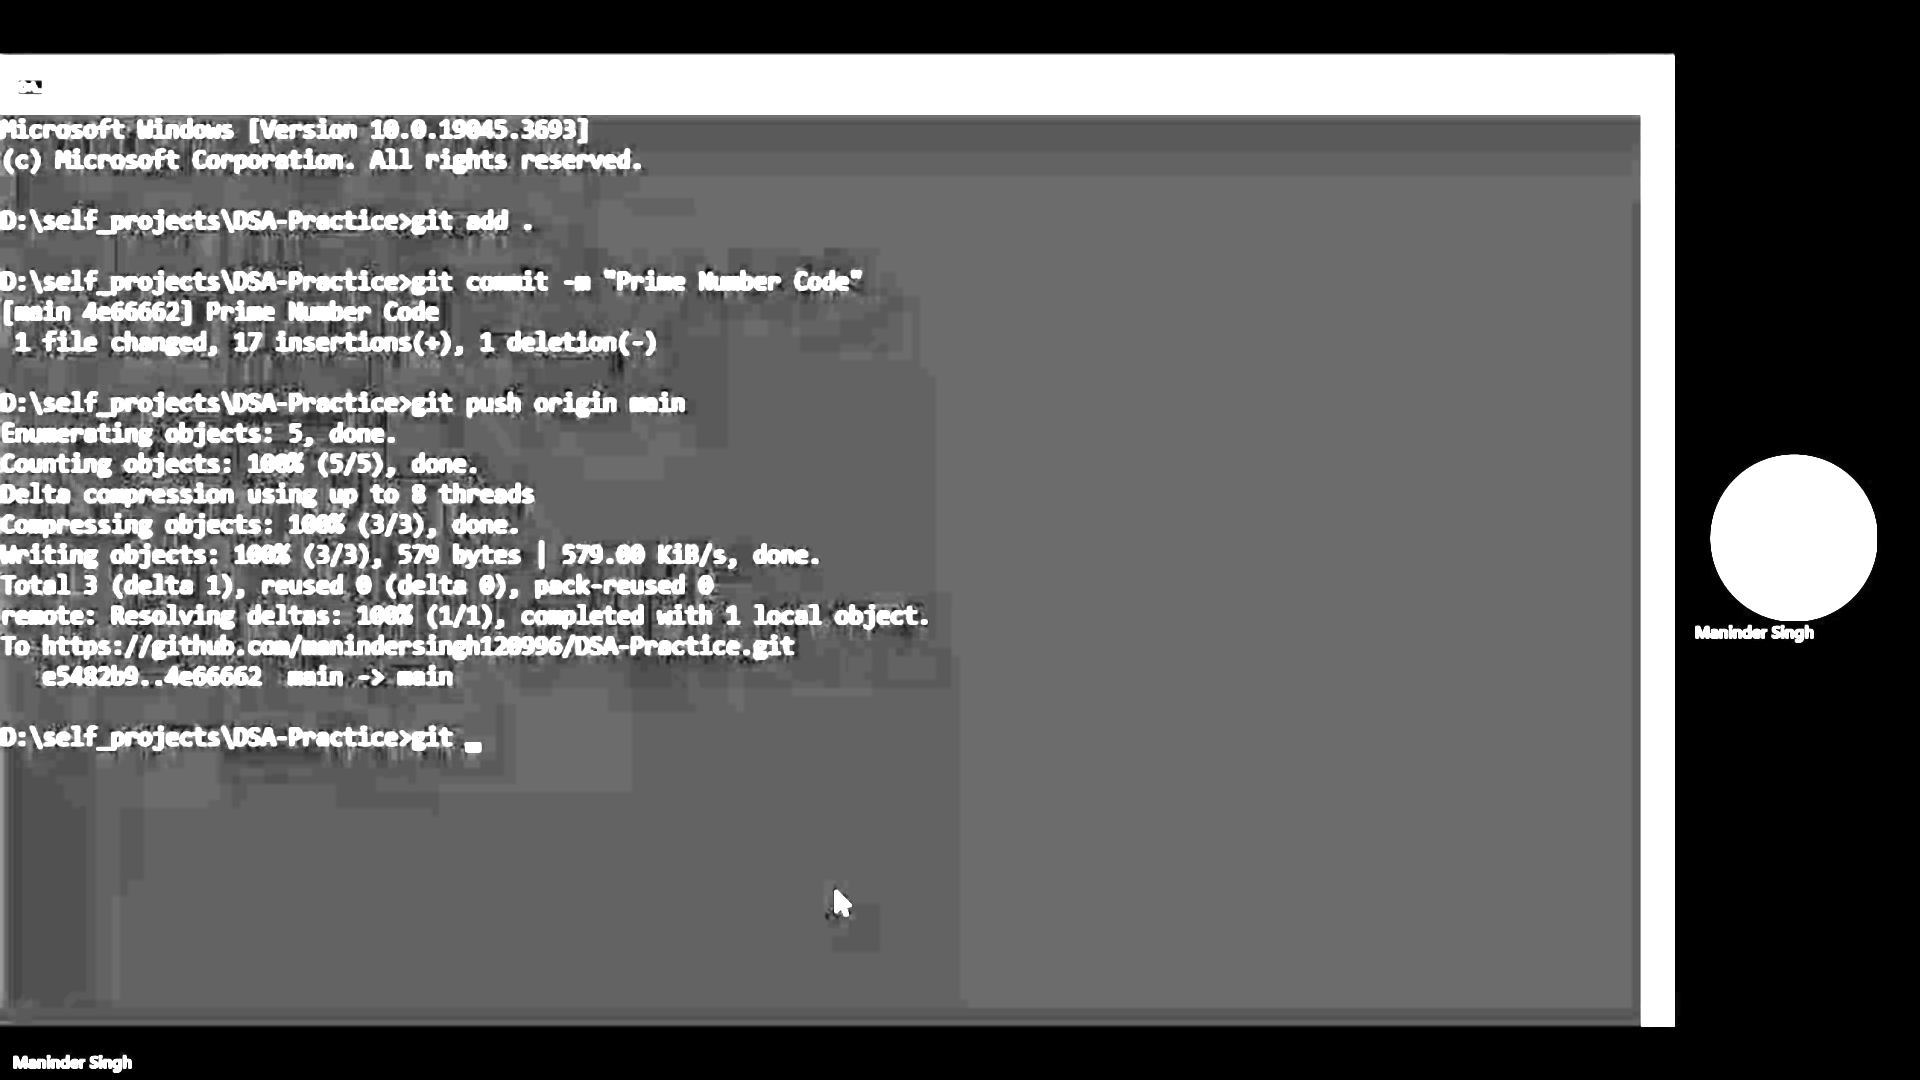 Microsoft Windows [Version 10.0.19045.3693]
(c) Microsoft Corporation. All rights reserved.
D:\self_projects\DSA-Practice>git add .
D:\self_projects\DSA-Practice>git commit -m "Prime Number Code"
[main 4e66662] Prime Number Code
1 file changed, 17 insertions(+), 1 deletion(-)
D:\self_projects\DSA-Practice>git push origin main
Enumerating objects: 5, done.
Counting objects: 100% (5/5), done.
Delta compression using up to 8 threads
Compressing objects: 100% (3/3), done.
Writing objects: 100% (3/3), 579 bytes | 579.00 KiB/s, done.
Total 3 (delta 1), reused 0 (delta 0), pack-reused 0
remote: Resolving deltas: 100% (1/1), completed with 1 local object.
To https://github.com/manindersingh120996/DSA-Practice.git
e5482b9..4e66662  main -> main
D:\self_projects\DSA-Practice>git
Maninder Singh
Maninder Singh